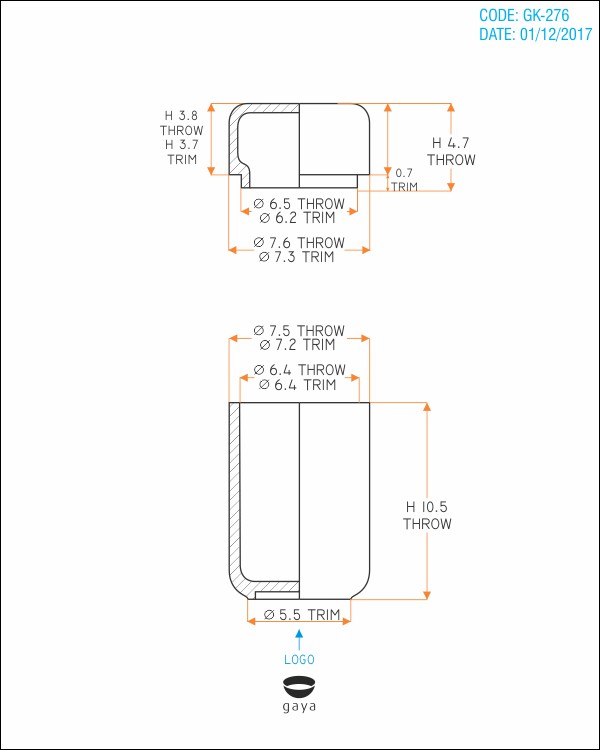 CODE: GK-276
DATE: 01/12/2017
H 3.8
THROW
H 3.7
TRIM
H 4.7
THROW
0.7
TRIM
Ø 6.5 THROW
Ø 6.2 TRIM
Ø 7.6 THROW
Ø 7.3 TRIM
Ø 7.5 THROW
Ø 7.2 TRIM
Ø 6.4 THROW
Ø 6.4 TRIM
H 10.5
THROW
Ø 5.5 TRIM
LOGO
gaya